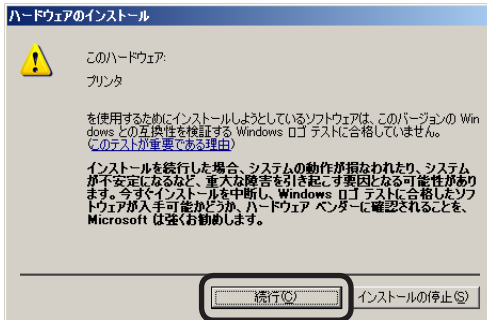 ハードウェアのインストール
このハードウェア:
プリンタ
を使用するためにインストールしようとしているソフトウェアは、このバージョンの Win
dows との互換性を検証する Windows ロゴ テストに合格していません。
(このテストが重要である理由)
インストールを続行した場合、システムの動作が損なわれたり、システム
が不安定になるなど、重大な障害を引き起こす要因となる可能性があり
ます。今すぐインストールを中断し、Windows ロゴ テストに合格したソフ
トウェアが入手可能かどうか、ハードウェア ベンダーに確認されることを、
Microsoft は強くお勧めします。
続行(C)
インストールの停止(S)